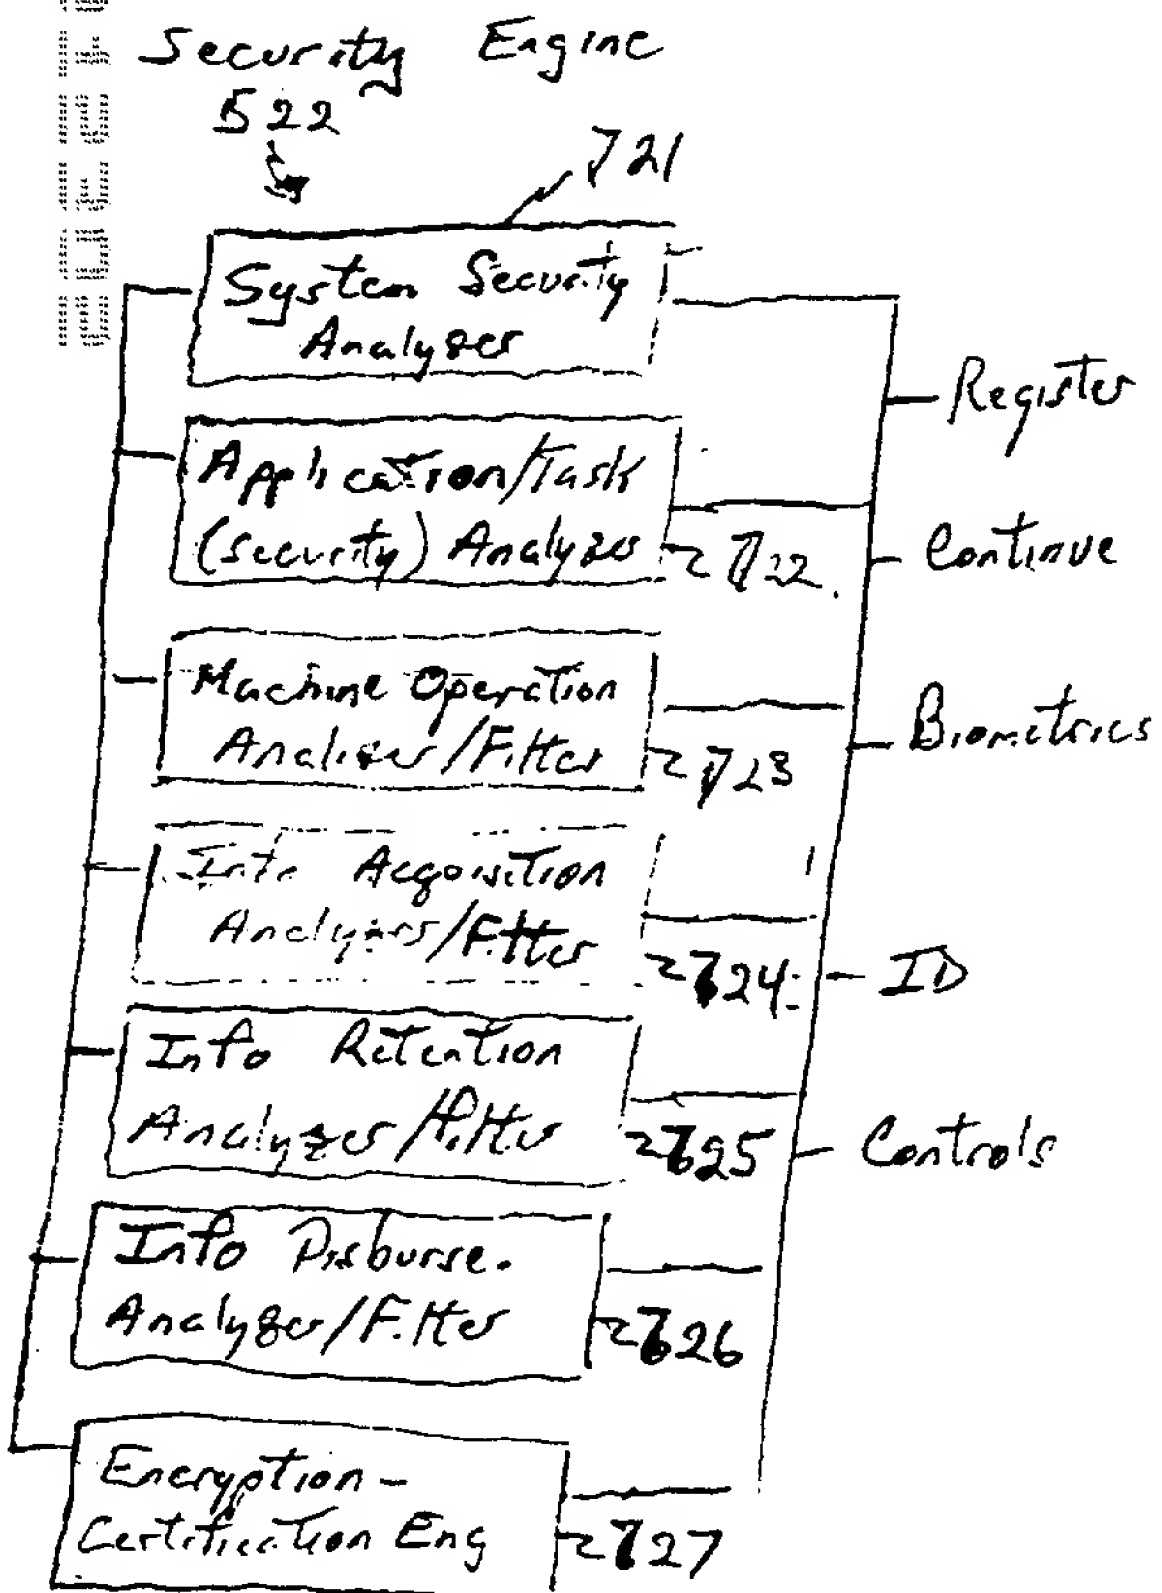 Security Engine
522
721
System Security
Analyzer
Register
Application/Task
(security) Analyzer
722
Continue
Machine Operation
Analizer/Filter
723
Biometrics
Info Acquisition
Analyzers/Filter
724
ID
Info Retention
Analyzer/Filter
725
Controls
Info Disburse.
Analyzer/Filter
726
Encryption-
Certification Eng
727